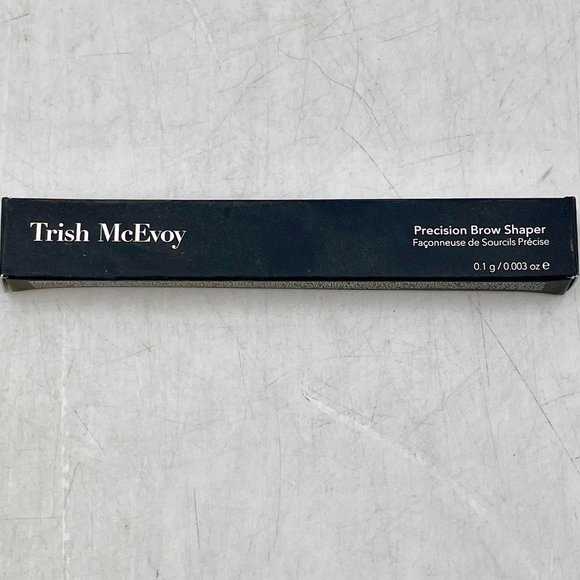 Trish McEvoy
Precision Brow Shaper
Façonneuse de Sourcils Précise
0.1 g / 0.003 oz ℮